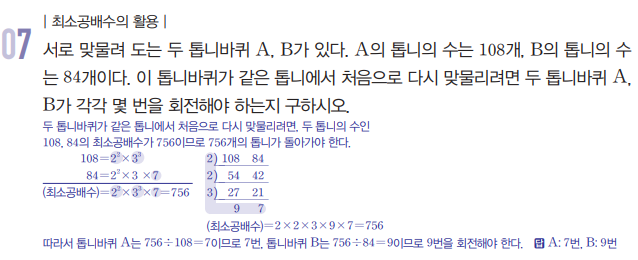 | 최소공배수의 활용 |
07 서로 맞물려 도는 두 톱니바퀴 A, B가 있다. A의 톱니의 수는 108개, B의 톱니의 수
는 84개이다. 이 톱니바퀴가 같은 톱니에서 처음으로 다시 맞물리려면 두 톱니바퀴 A,
B가 각각 몇 번을 회전해야 하는지 구하시오.
두 톱니바퀴가 같은 톱니에서 처음으로 다시 맞물리려면, 두 톱니의 수인
108, 84의 최소공배수가 756이므로 756개의 톱니가 돌아가야 한다.
108=2²×3³
84=2²×3 ×7
(최소공배수)=2²×3³×7=756
2) 108 84
2) 54 42
3) 27 21
9 7
(최소공배수)=2×2×3×9×7=756
따라서 톱니바퀴 A는 756÷108=7이므로 7번, 톱니바퀴 B는 756÷84=9이므로 9번을 회전해야 한다. 답 A: 7번, B: 9번